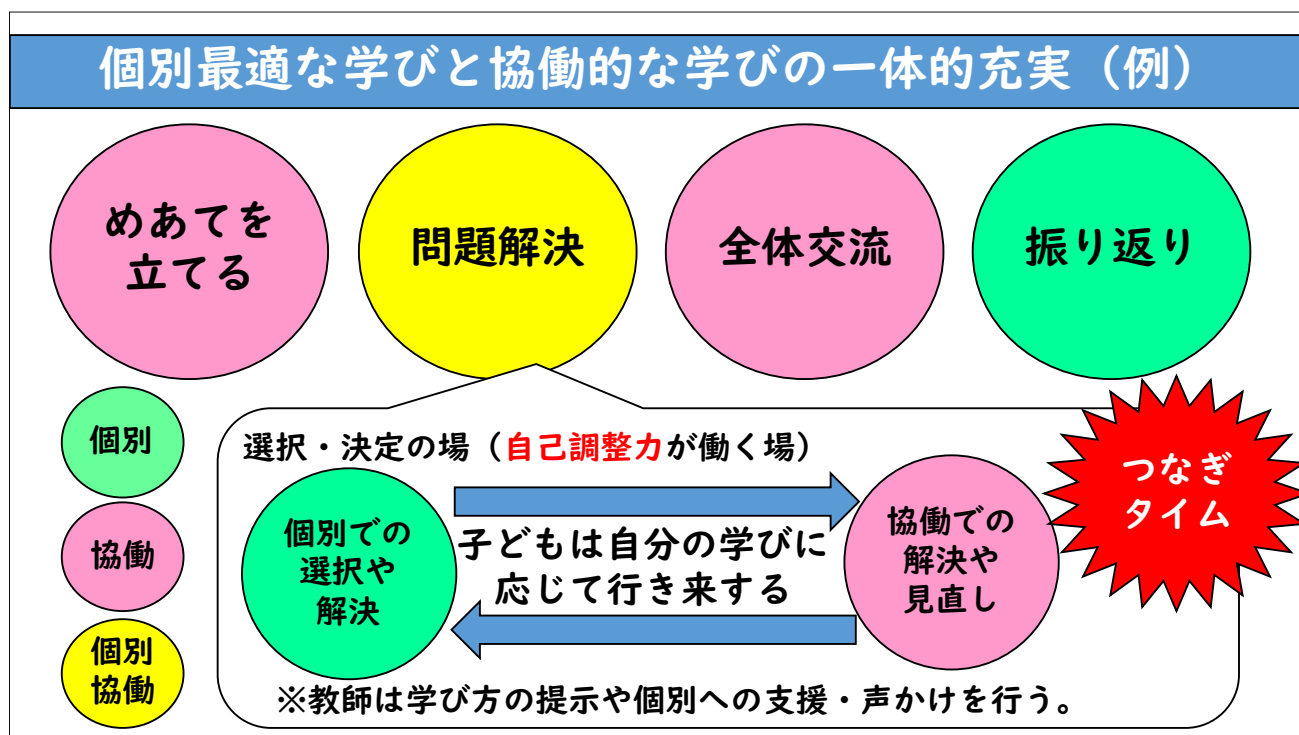 個別最適な学びと協働的な学びの一体的充実（例）
めあてを
立てる
問題解決
全体交流
振り返り
個別
協働
個別
協働
選択・決定の場（自己調整力が働く場）
個別での
選択や
解決
子どもは自分の学びに
応じて行き来する
協働での
解決や
見直し
つなぎ
タイム
※教師は学び方の提示や個別への支援・声かけを行う。